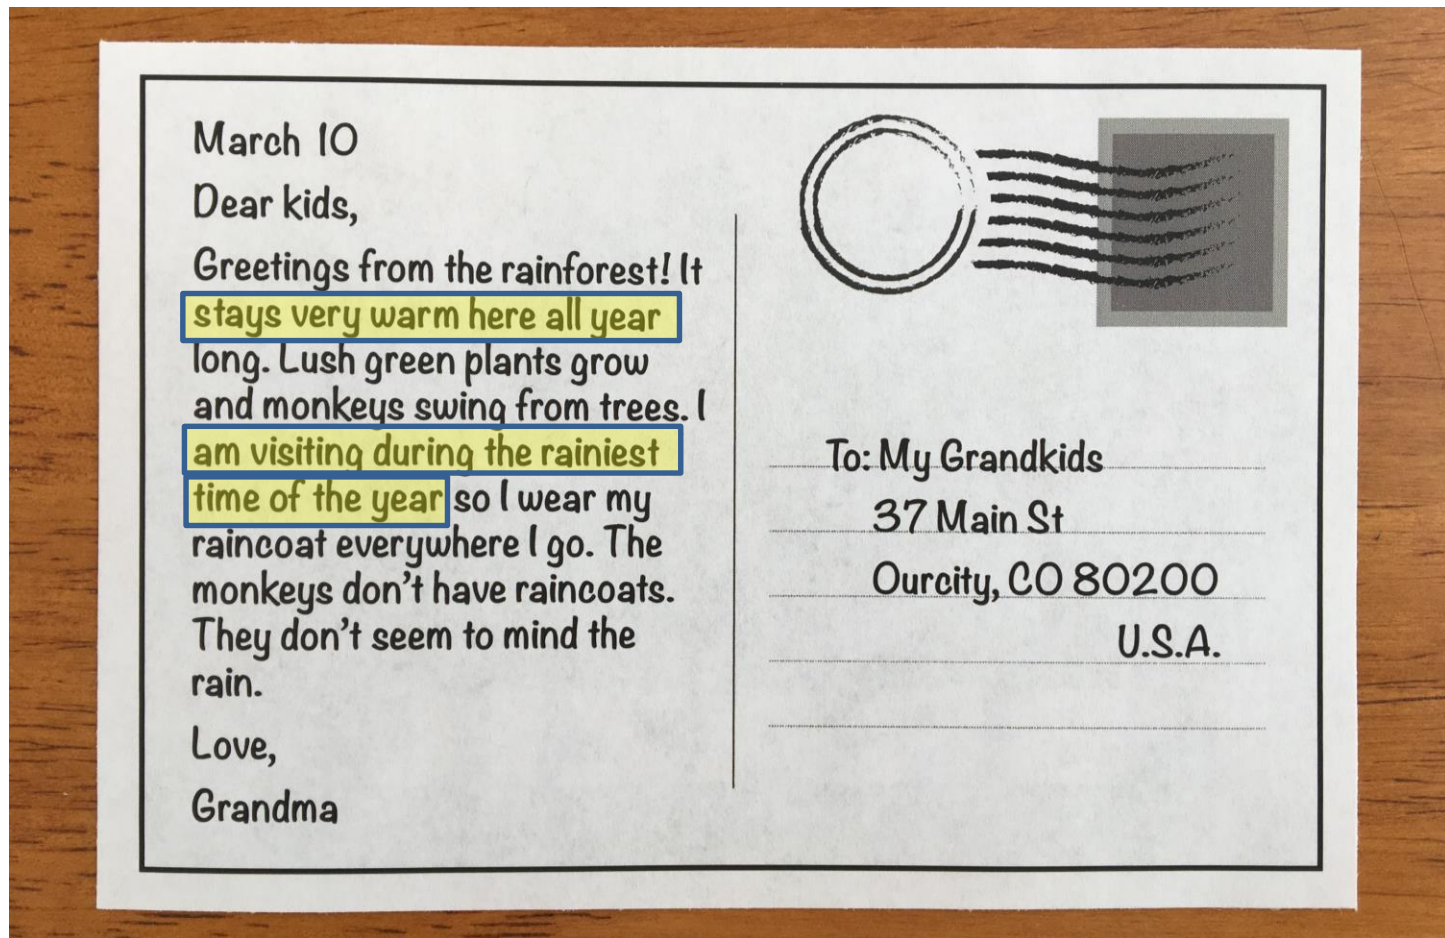 March 10
Dear kids,
Greetings from the rainforest! It
stays very warm here all year
long. Lush green plants grow
and monkeys swing from trees. I
am visiting during the rainiest
time of the year so I wear my
raincoat everywhere I go. The
monkeys don't have raincoats.
They don't seem to mind the
rain.
Love,
Grandma
To: My Grandkids
37 Main St
Ourcity, CO 80200
U.S.A.